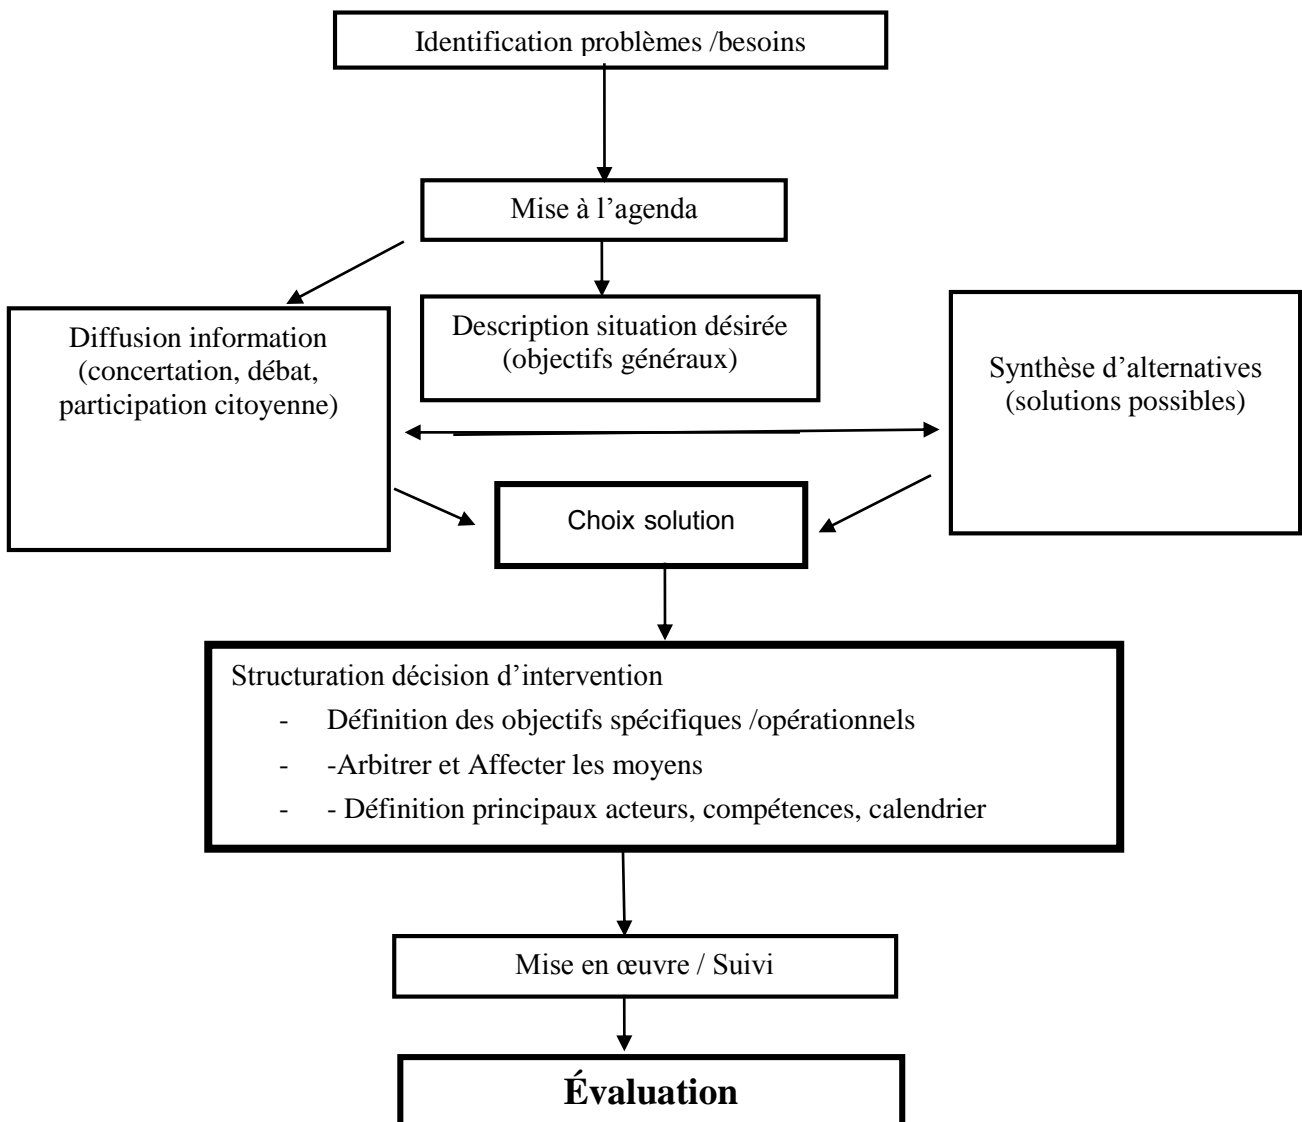 Identification problèmes /besoins
Mise à l’agenda
Diffusion information
(concertation, débat,
participation citoyenne)
Description situation désirée
(objectifs généraux)
Synthèse d’alternatives
(solutions possibles)
Choix solution
Structuration décision d’intervention
- Définition des objectifs spécifiques /opérationnels
- -Arbitrer et Affecter les moyens
- - Définition principaux acteurs, compétences, calendrier
Mise en œuvre / Suivi
Évaluation